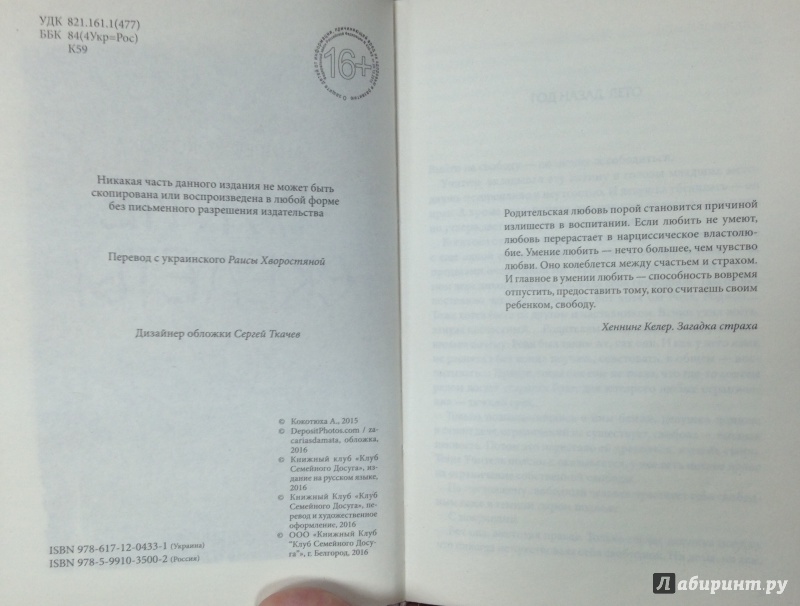 УДК 821.161.1(477)
ББК 84(4Укр=Рос)
К59
16+
Никакая часть данного издания не может быть
скопирована или воспроизведена в любой форме
без письменного разрешения издательства
Перевод с украинского Раисы Хворостяной
Дизайнер обложки Сергей Ткачев
© Кокотюха А., 2015
© DepositPhotos.com / za-
cariasdamata, обложка,
2016
© Книжный клуб «Клуб
Семейного Досуга», из-
дание на русском языке,
2016
© Книжный Клуб «Клуб
Семейного Досуга», пе-
ревод и художественное
оформление, 2016
© ООО «Книжный Клуб
"Клуб Семейного Досу-
га"», г. Белгород, 2016
ISBN 978-617-12-0433-1 (Украина)
ISBN 978-5-9910-3500-2 (Россия)
Родительская любовь порой становится причиной
излишеств в воспитании. Если любить не умеют,
любовь перерастает в нарциссическое властолю-
бие. Умение любить — нечто большее, чем чувство
любви. Оно колеблется между счастьем и страхом.
И главное в умении любить — способность вовремя
отпустить, предоставить тому, кого считаешь своим
ребенком, свободу.
Хеннинг Келер. Загадка страха
Лабиринт.ру